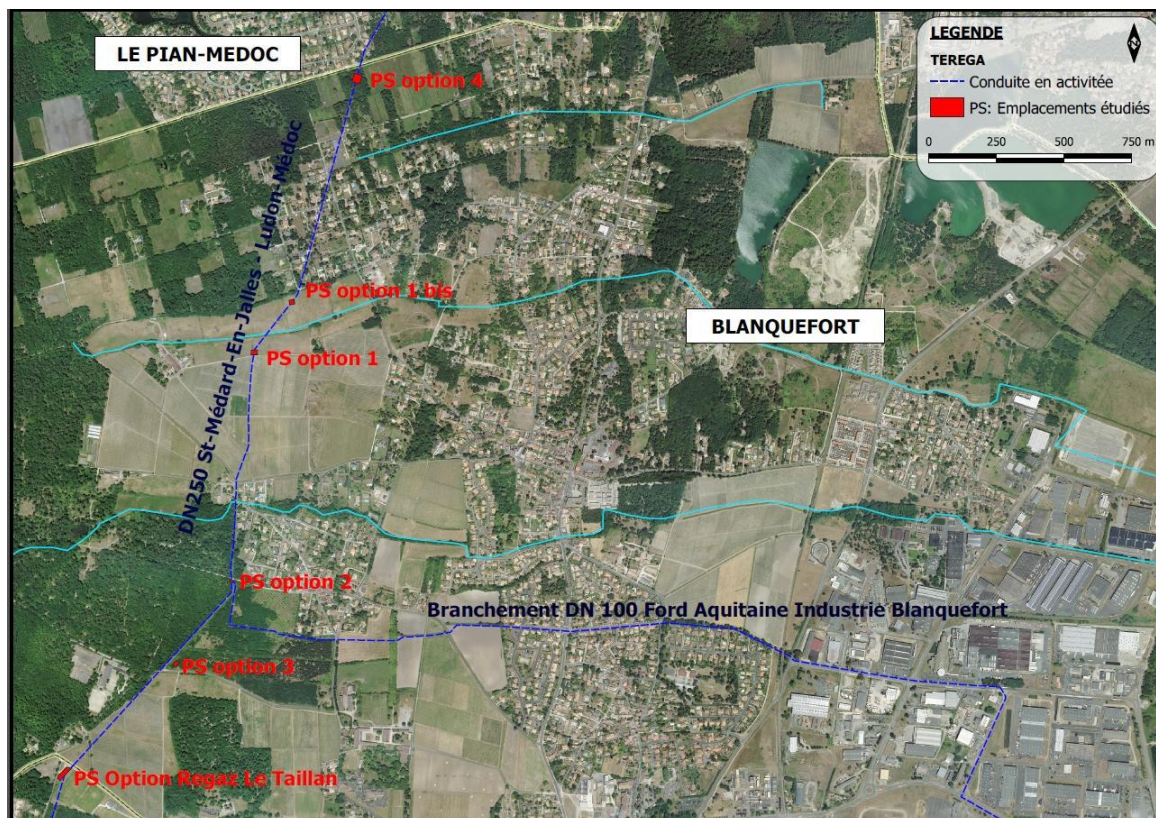 LE PIAN-MEDOC
LEGENDE
TEREGA
Conduite en activitée
PS: Emplacements étudiés
0 250 500 750 m
PS option 4
DN250 St-Médard-En-Jalles - Ludon-Médoc
PS option 1 bis
BLANQUEFORT
PS option 1
PS option 2
Branchement DN 100 Ford Aquitaine Industrie Blanquefort
PS option 3
PS Option Regaz Le Taillan